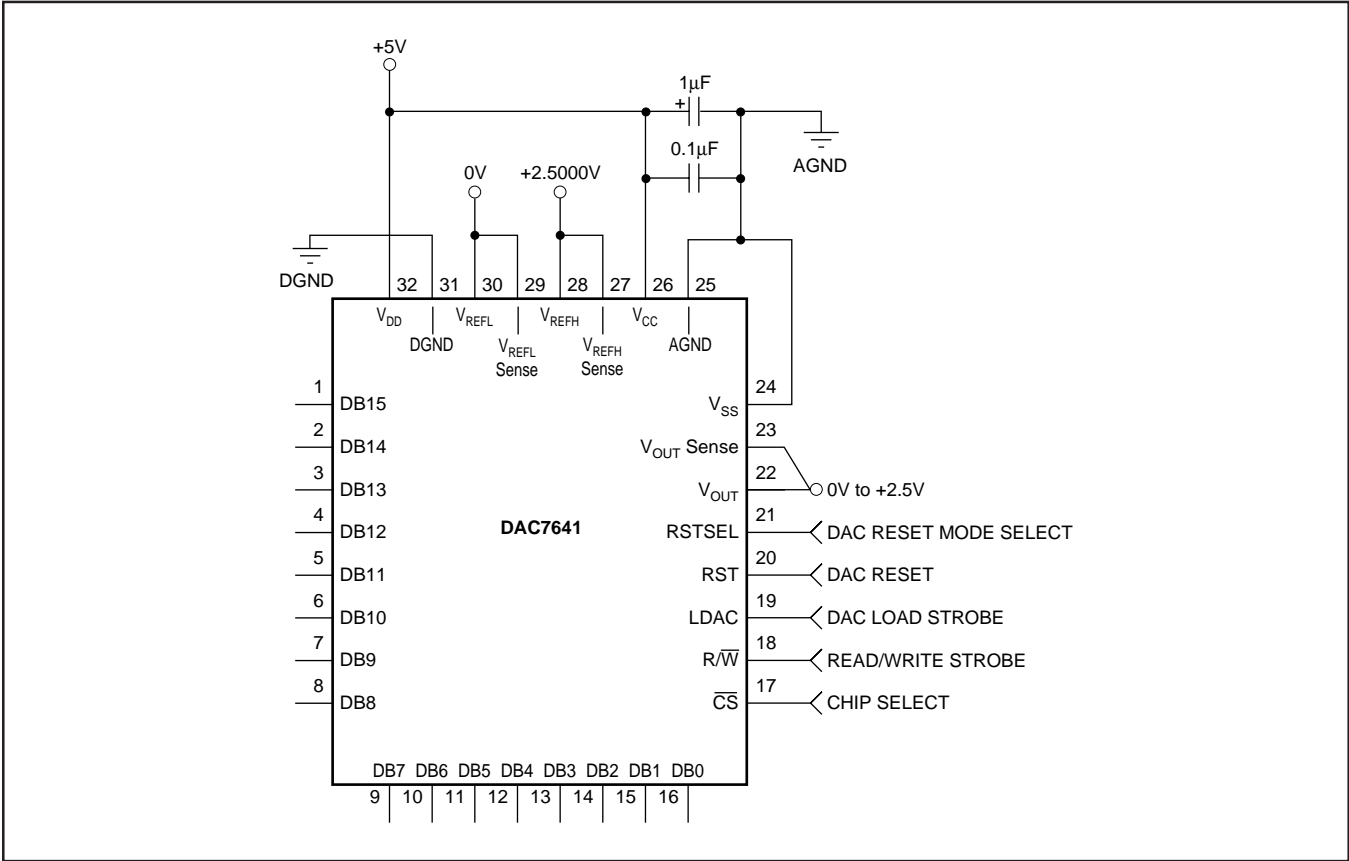 +5V
1μF
+
0.1μF
AGND
0V
+2.5000V
DGND
32 31 30 29 28 27 26 25
VDD VREFL VREFH VCC
DGND VREFL Sense VREFH Sense AGND
1 DB15
2 DB14
3 DB13
4 DB12
5 DB11
6 DB10
7 DB9
8 DB8
DAC7641
24 VSS
23 VOUT Sense
22 VOUT 0V to +2.5V
21 RSTSEL DAC RESET MODE SELECT
20 RST DAC RESET
19 LDAC DAC LOAD STROBE
18 R/W̅ READ/WRITE STROBE
17 C̅S̅ CHIP SELECT
DB7 DB6 DB5 DB4 DB3 DB2 DB1 DB0
9 10 11 12 13 14 15 16